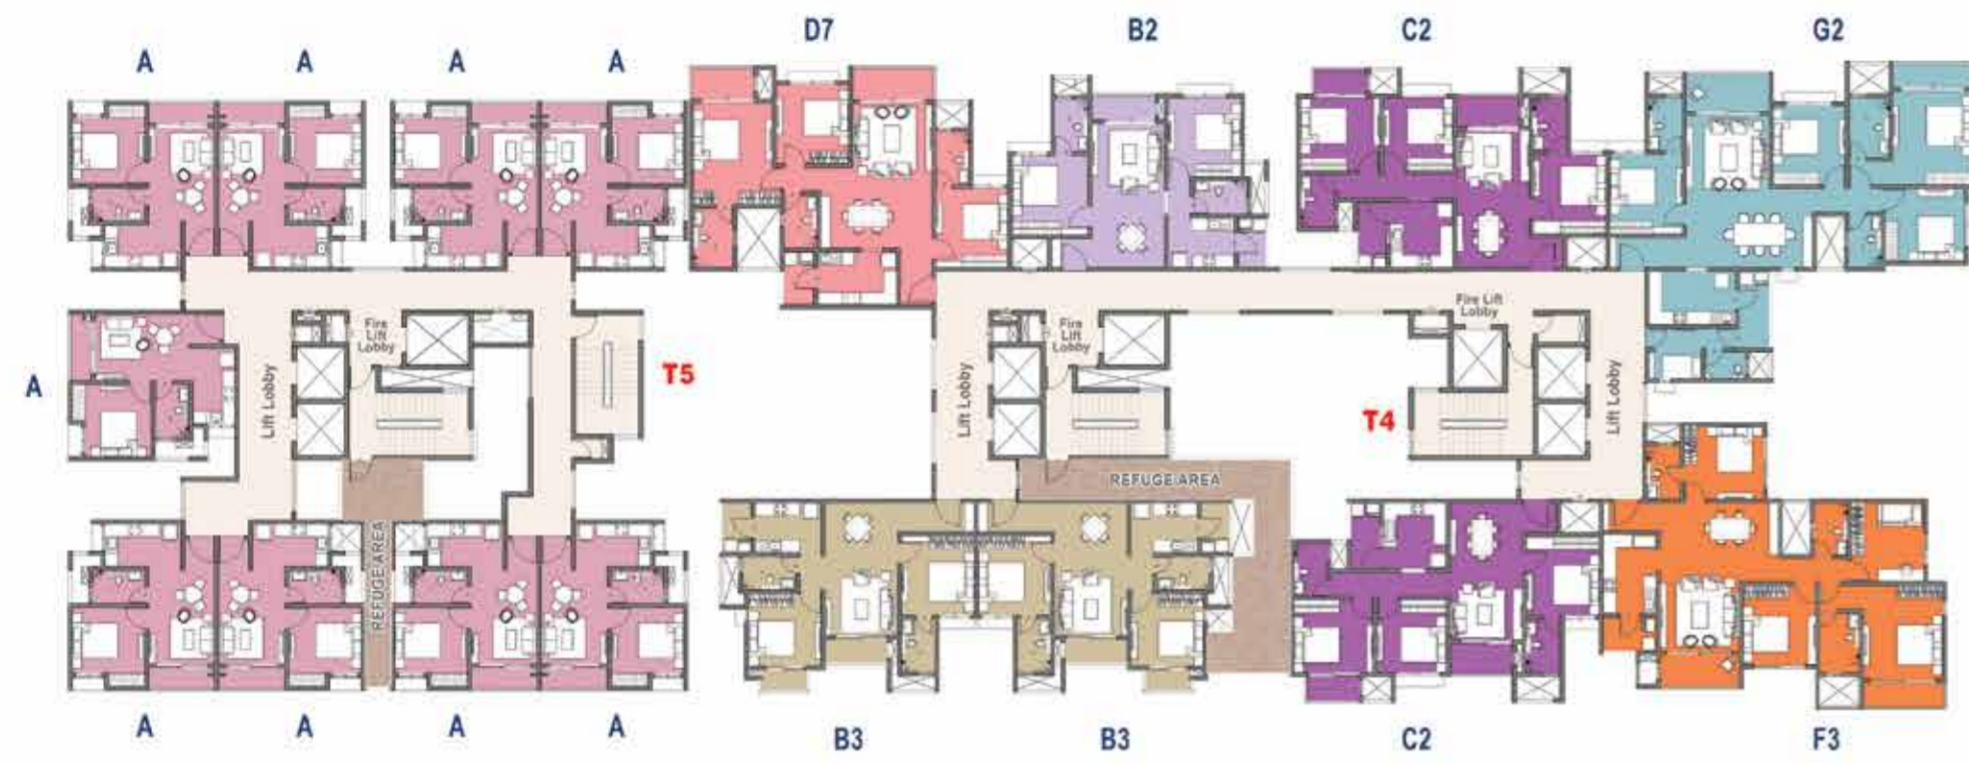 D7
B2
C2
G2
A
A
A
A
Fire Lift
Lobby
Fire
Lift
Lobby
Fire
Lift
Lobby
T5
A
Lift Lobby
Lift Lobby
T4
Lift Lobby
REFUGE AREA
REFUGE AREA
A
A
A
A
B3
B3
C2
F3